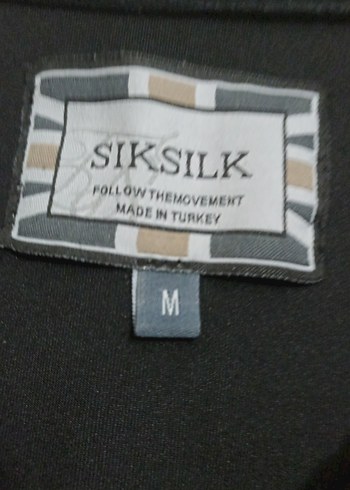 SIKSILK
FOLLOW THEMOVEMENT
MADE IN TURKEY
M